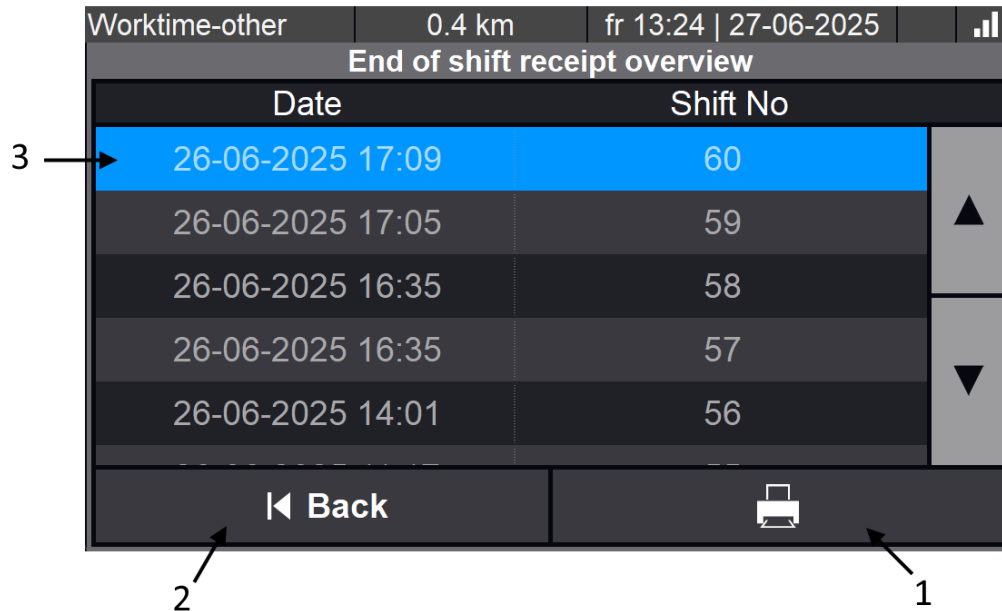 Worktime-other 0.4 km fr 13:24 | 27-06-2025
End of shift receipt overview
Date Shift No
3
26-06-2025 17:09 60
26-06-2025 17:05 59
26-06-2025 16:35 58
26-06-2025 16:35 57
26-06-2025 14:01 56
Back
2
1